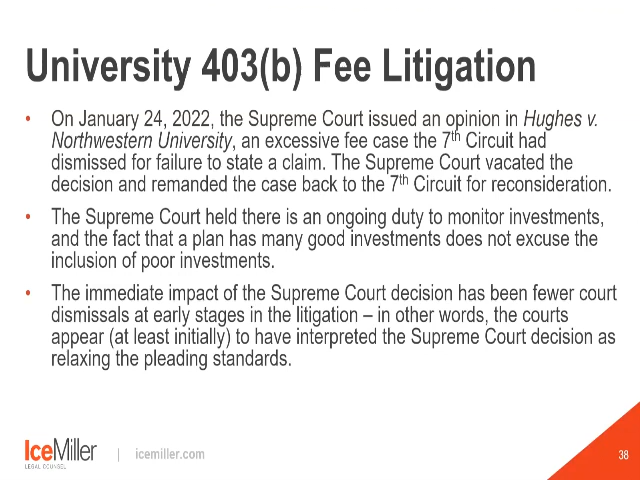 University 403(b) Fee Litigation
• On January 24, 2022, the Supreme Court issued an opinion in Hughes v.
Northwestern University, an excessive fee case the 7th Circuit had
dismissed for failure to state a claim. The Supreme Court vacated the
decision and remanded the case back to the 7th Circuit for reconsideration.
• The Supreme Court held there is an ongoing duty to monitor investments,
and the fact that a plan has many good investments does not excuse the
inclusion of poor investments.
• The immediate impact of the Supreme Court decision has been fewer court
dismissals at early stages in the litigation – in other words, the courts
appear (at least initially) to have interpreted the Supreme Court decision as
relaxing the pleading standards.
IceMiller
LEGAL COUNSEL
| icemiller.com
38